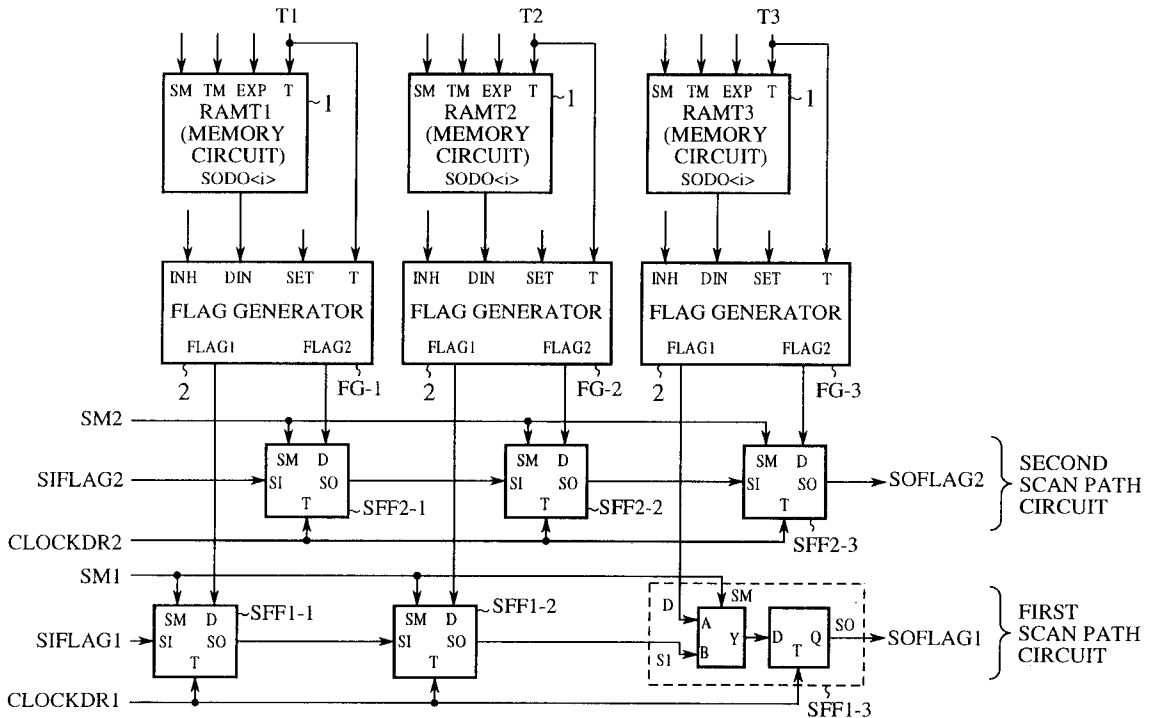 T1 T2 T3
SM TM EXP T
RAMT1
(MEMORY
CIRCUIT)
SODO<i>
1
SM TM EXP T
RAMT2
(MEMORY
CIRCUIT)
SODO<i>
1
SM TM EXP T
RAMT3
(MEMORY
CIRCUIT)
SODO<i>
1
INH DIN SET T
FLAG GENERATOR
FLAG1 FLAG2
2 FG-1
INH DIN SET T
FLAG GENERATOR
FLAG1 FLAG2
2 FG-2
INH DIN SET T
FLAG GENERATOR
FLAG1 FLAG2
2 FG-3
SM2
SIFLAG2
CLOCKDR2
SM D
SI SO
T
SFF2-1
SM D
SI SO
T
SFF2-2
SM D
SI SO
T
SFF2-3
SOFLAG2
SECOND
SCAN PATH
CIRCUIT
SM1
SIFLAG1
CLOCKDR1
SM D
SI SO
T
SFF1-1
SM D
SI SO
T
SFF1-2
D SM
A
B Y
SI
D T Q
SO
SFF1-3
SOFLAG1
FIRST
SCAN PATH
CIRCUIT